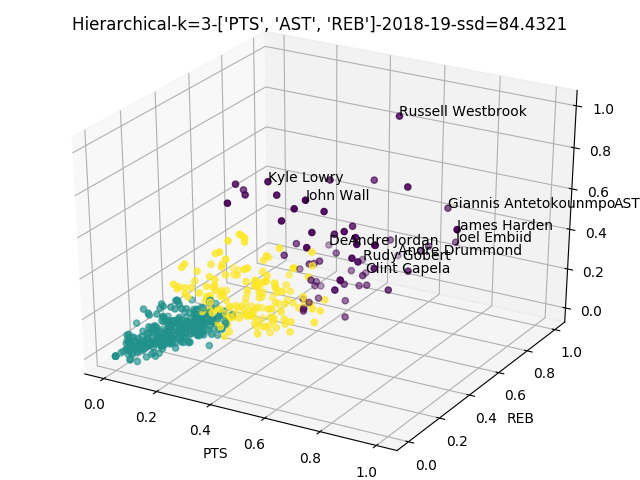 Hierarchical-k=3-['PTS', 'AST', 'REB']-2018-19-ssd=84.4321
Russell Westbrook
Kyle Lowry
John Wall
Giannis Antetokounmpo
AST
James Harden
Joel Embiid
DeAndre Jordan
Andre Drummond
Rudy Gobert
Clint Capela
1.0
0.8
0.6
0.4
0.2
0.0
1.0
0.8
0.6
0.4
0.2
0.0
REB
0.0
0.2
0.4
0.6
0.8
1.0
PTS